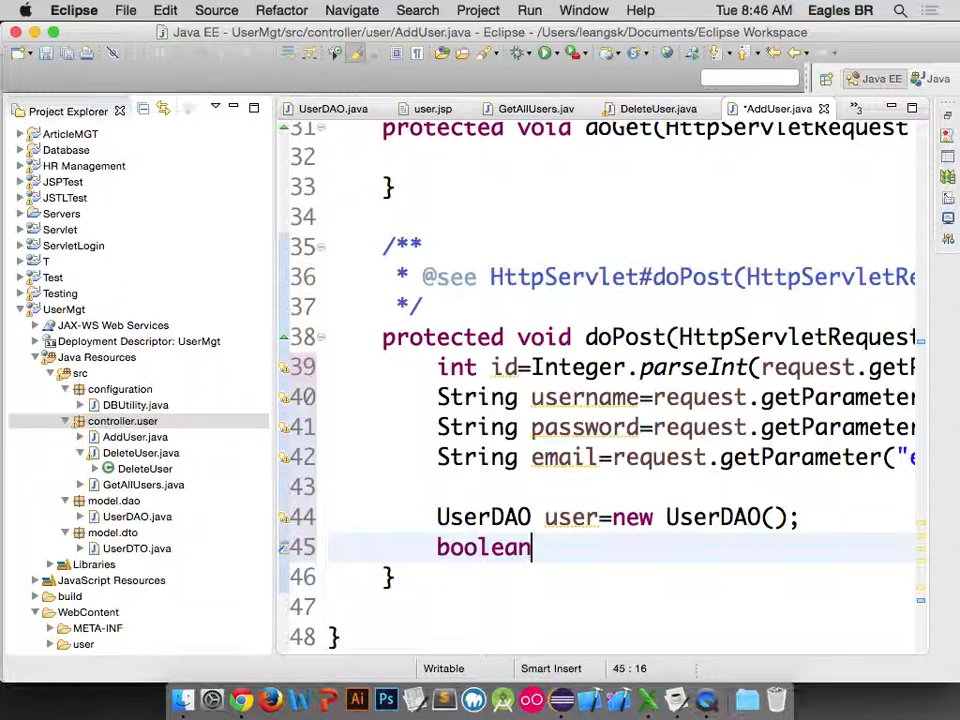 Eclipse File Edit Source Refactor Navigate Search Project Run Window Help Tue 8:46 AM Eagles BR
Java EE - UserMgt/src/controller/user/AddUser.java - Eclipse - /Users/leangsk/Documents/Eclipse Workspace
Java EE Java
Project Explorer
UserDAO.java user.jsp GetAllUsers.jav DeleteUser.java *AddUser.java »3
ArticleMGT
Database
HR Management
JSPTest
JSTLTest
Servers
Servlet
ServletLogin
T
Test
Testing
UserMgt
JAX-WS Web Services
Deployment Descriptor: UserMgt
Java Resources
src
configuration
DBUtility.java
controller.user
AddUser.java
DeleteUser.java
DeleteUser
GetAllUsers.java
model.dao
UserDAO.java
model.dto
UserDTO.java
Libraries
JavaScript Resources
build
WebContent
META-INF
user
31 protected void doGet(HttpServletRequest
32
33 }
34
35 /**
36 * @see HttpServlet#doPost(HttpServletRe
37 */
38 protected void doPost(HttpServletRequest
39 int id=Integer.parseInt(request.getP
40 String username=request.getParameter
41 String password=request.getParameter
42 String email=request.getParameter("e
43
44 UserDAO user=new UserDAO();
45 boolean
46 }
47
48 }
Writable Smart Insert 45 : 16
Ai Ps